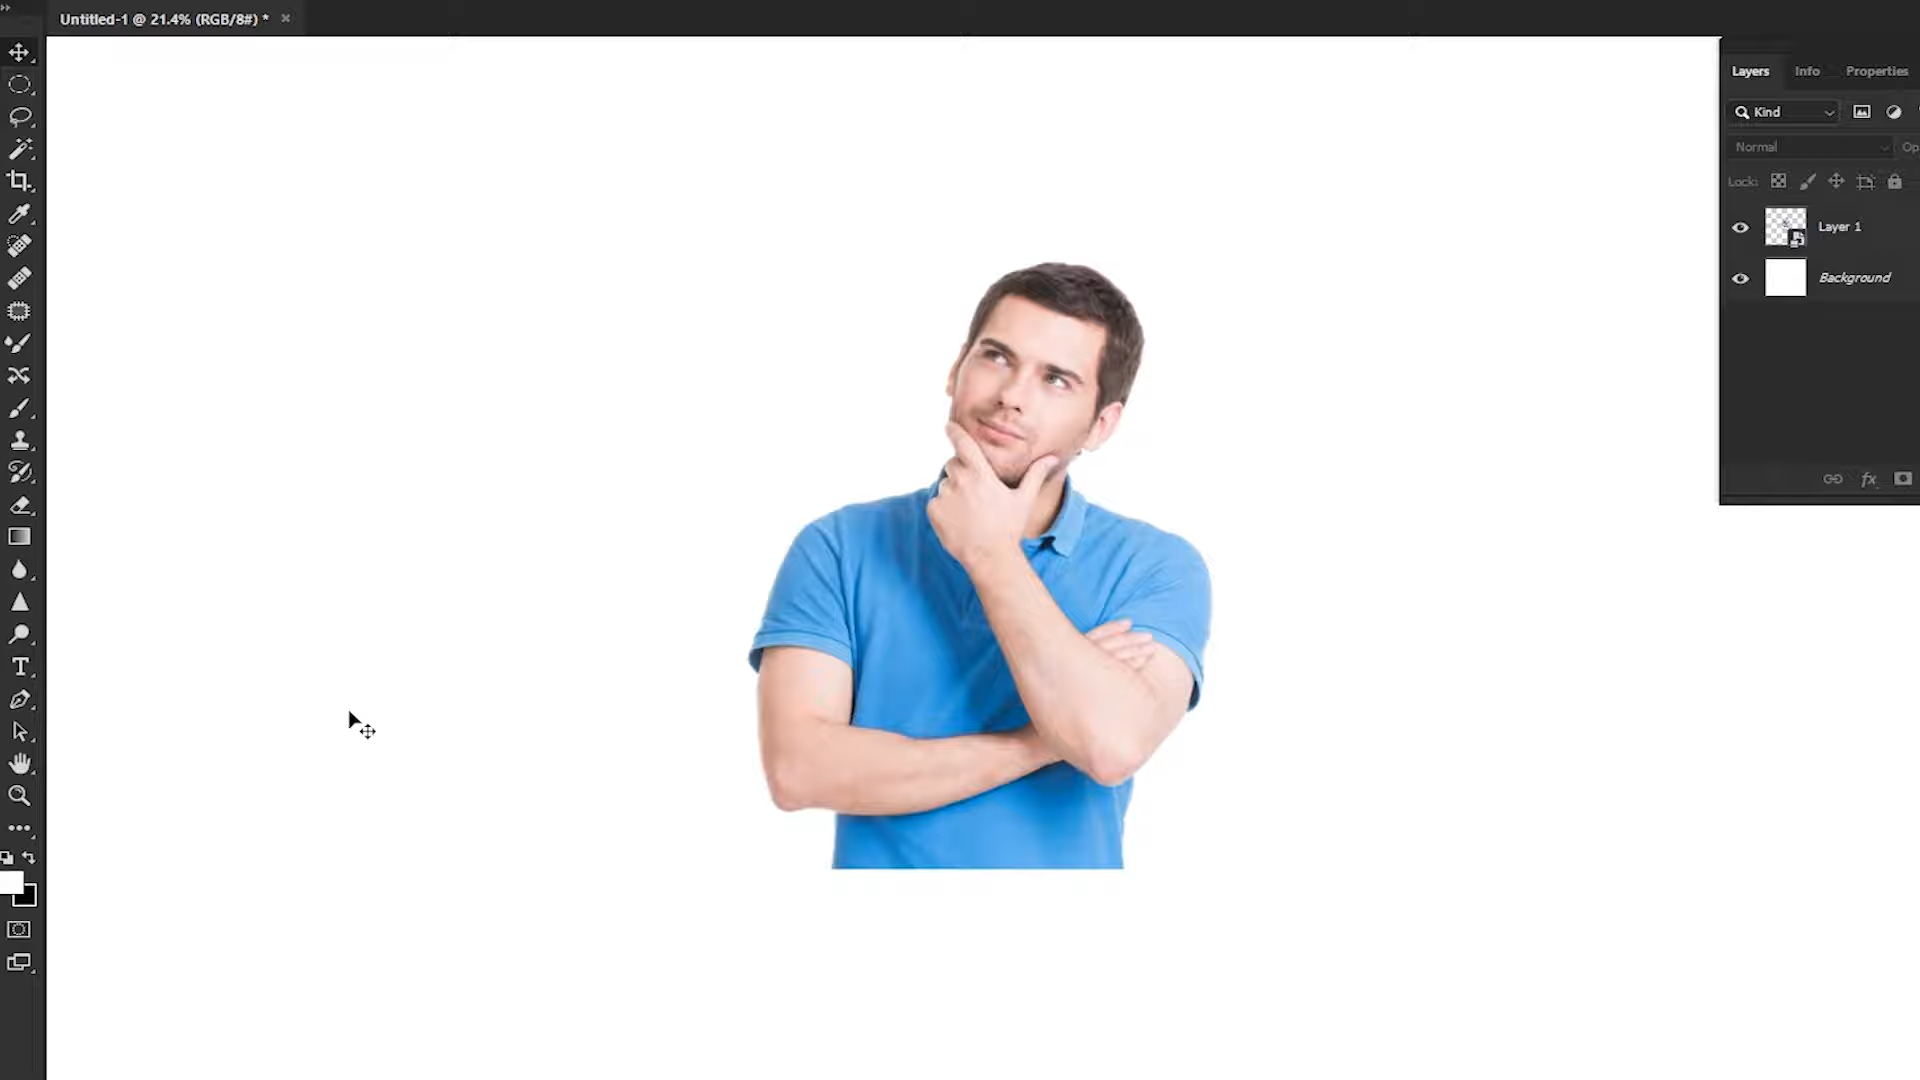 Untitled-1 @ 21.4% (RGB/8#) *
Layers Info Properties
Kind
Normal Op
Lock:
Layer 1
Background
fx
T